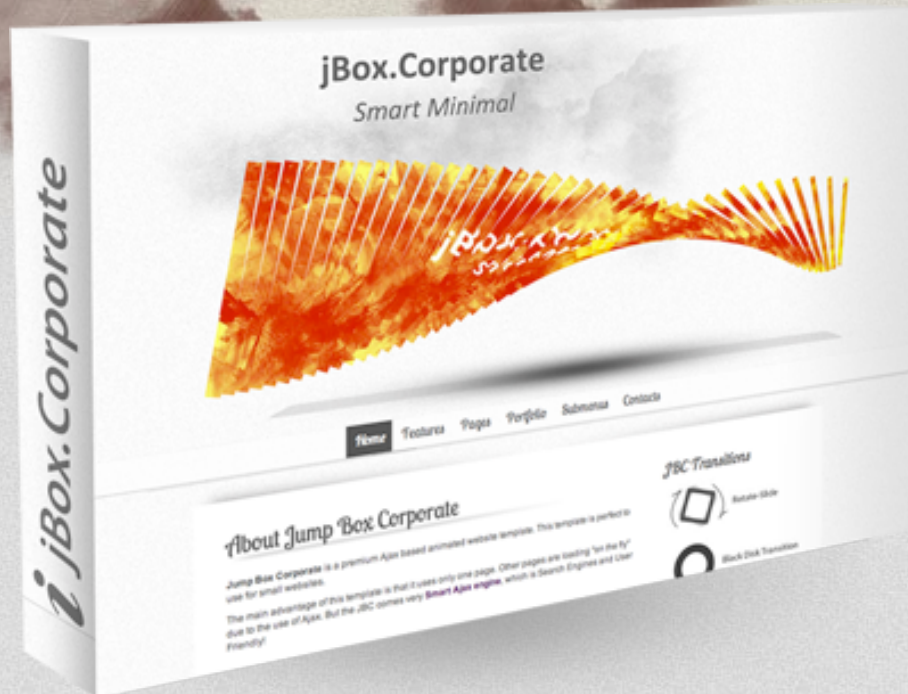 jBox.Corporate
Smart Minimal
i jBox.Corporate
Home Features Pages Portfolio Submenus Contacts
About Jump Box Corporate
Jump Box Corporate is a premium Ajax based animated website template. This template is perfect to
use for small websites.
The main advantage of this template is that it uses only one page. Other pages are loading "on the fly"
due to the use of Ajax. But the JBC comes very Smart Ajax engine, which is Search Engines and User
Friendly!
JBC Transitions
Rotate-Slide
Black Disk Transition